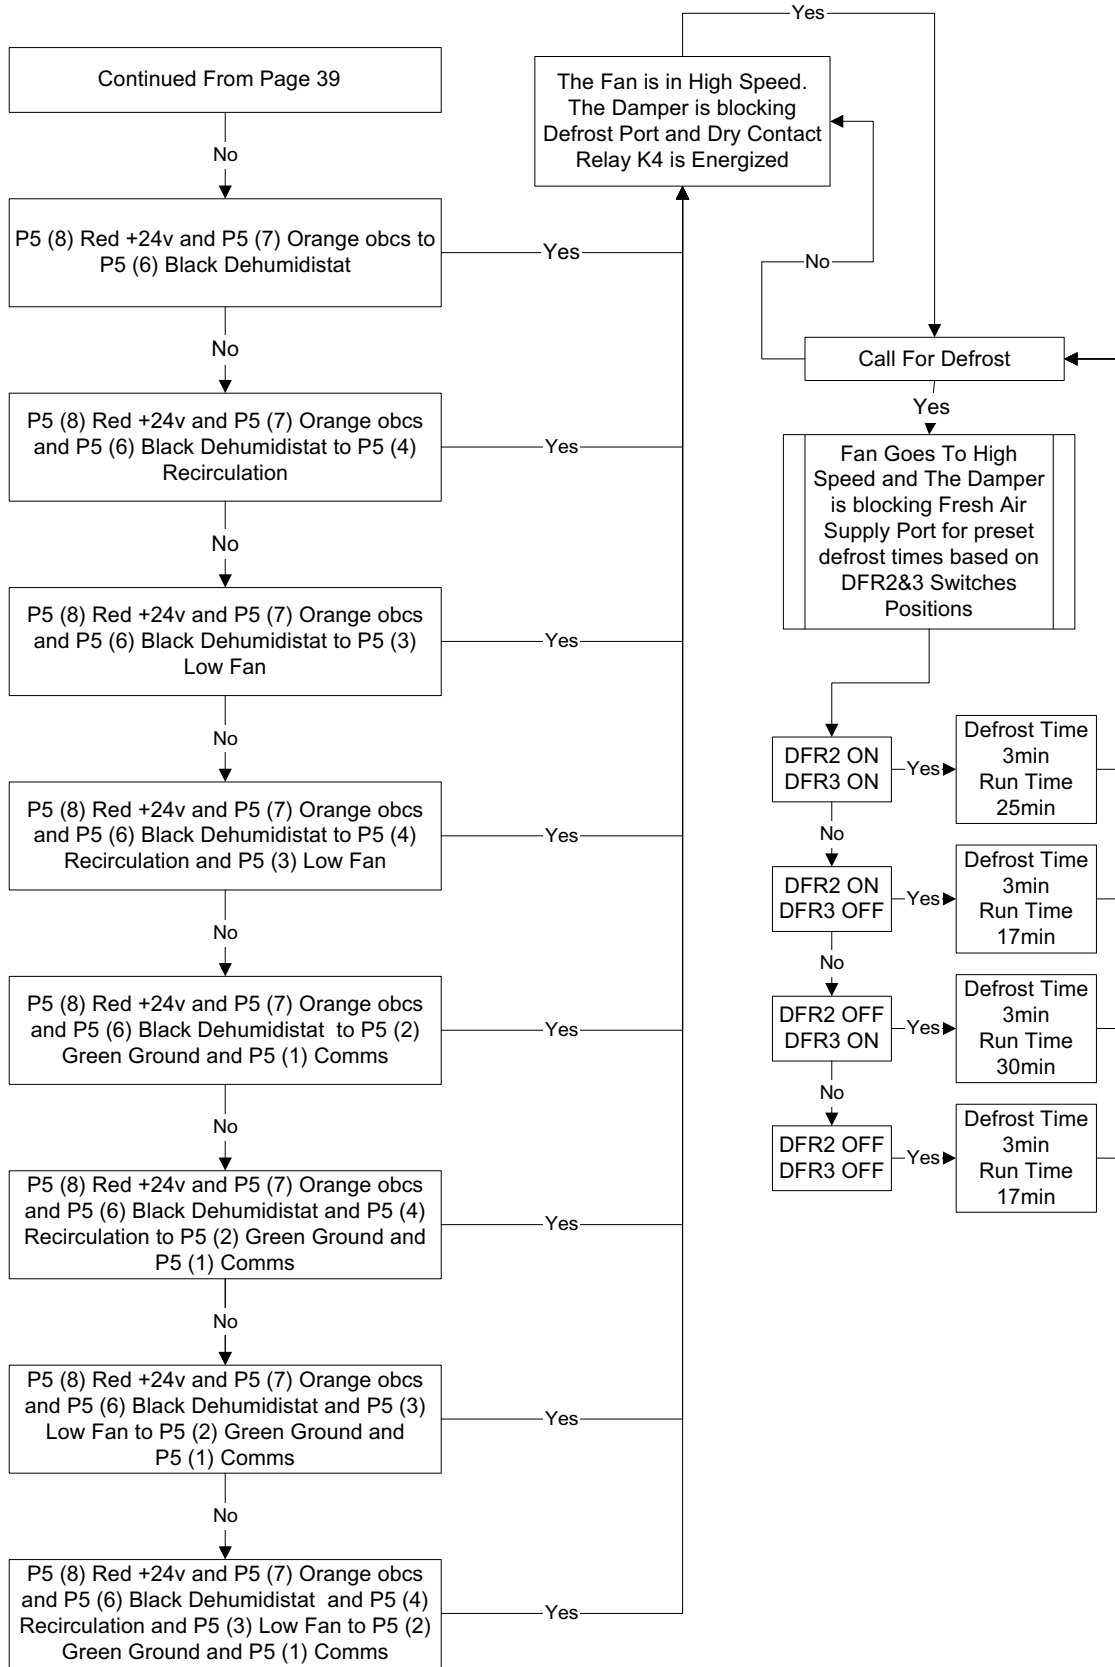 Continued From Page 39
No
P5 (8) Red +24v and P5 (7) Orange obcs to
P5 (6) Black Dehumidistat
Yes
No
P5 (8) Red +24v and P5 (7) Orange obcs
and P5 (6) Black Dehumidistat to P5 (4)
Recirculation
Yes
No
P5 (8) Red +24v and P5 (7) Orange obcs
and P5 (6) Black Dehumidistat to P5 (3)
Low Fan
Yes
No
P5 (8) Red +24v and P5 (7) Orange obcs
and P5 (6) Black Dehumidistat to P5 (4)
Recirculation and P5 (3) Low Fan
Yes
No
P5 (8) Red +24v and P5 (7) Orange obcs
and P5 (6) Black Dehumidistat to P5 (2)
Green Ground and P5 (1) Comms
Yes
No
P5 (8) Red +24v and P5 (7) Orange obcs
and P5 (6) Black Dehumidistat and P5 (4)
Recirculation to P5 (2) Green Ground and
P5 (1) Comms
Yes
No
P5 (8) Red +24v and P5 (7) Orange obcs
and P5 (6) Black Dehumidistat and P5 (3)
Low Fan to P5 (2) Green Ground and
P5 (1) Comms
Yes
No
P5 (8) Red +24v and P5 (7) Orange obcs
and P5 (6) Black Dehumidistat and P5 (4)
Recirculation and P5 (3) Low Fan to P5 (2)
Green Ground and P5 (1) Comms
Yes
The Fan is in High Speed.
The Damper is blocking
Defrost Port and Dry Contact
Relay K4 is Energized
Yes
No
Call For Defrost
Yes
Fan Goes To High
Speed and The Damper
is blocking Fresh Air
Supply Port for preset
defrost times based on
DFR2&3 Switches
Positions
DFR2 ON
DFR3 ON
Yes
Defrost Time
3min
Run Time
25min
No
DFR2 ON
DFR3 OFF
Yes
Defrost Time
3min
Run Time
17min
No
DFR2 OFF
DFR3 ON
Yes
Defrost Time
3min
Run Time
30min
No
DFR2 OFF
DFR3 OFF
Yes
Defrost Time
3min
Run Time
17min